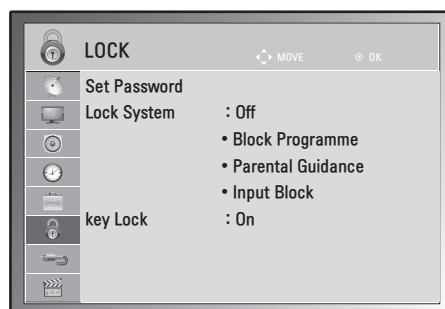 LOCK MOVE OK
Set Password
Lock System : Off
• Block Programme
• Parental Guidance
• Input Block
key Lock : On